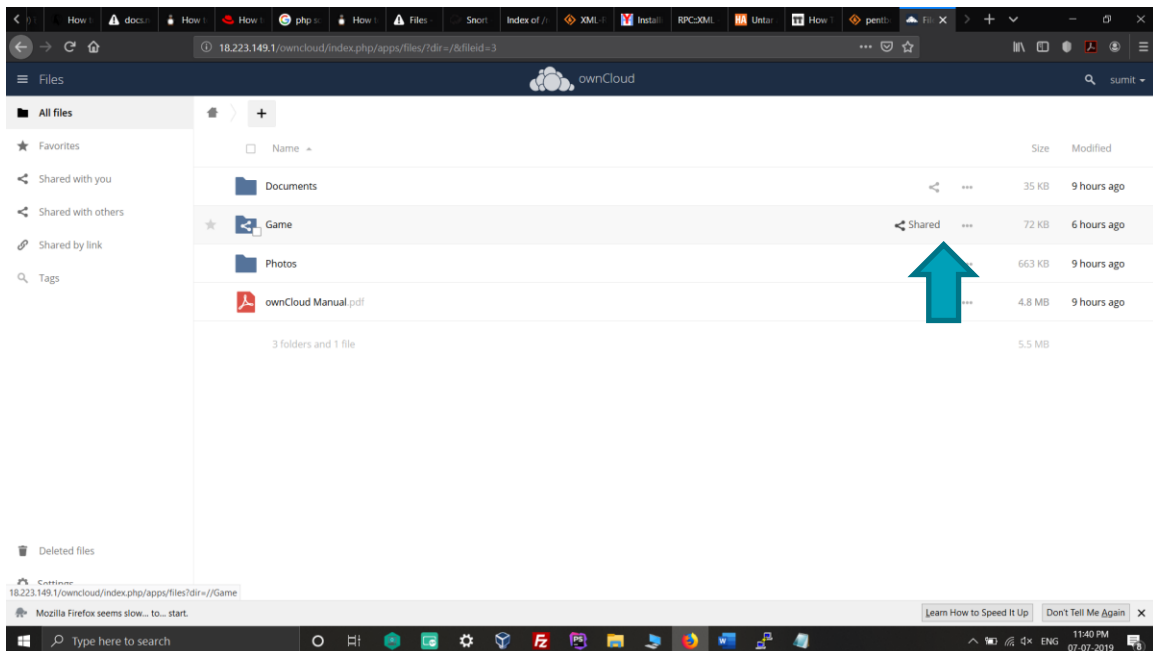 How t docs.n How to How t php sc How t Files - Snort Index of / XML-F Install RPC::XML Untar How T pentb Fil
18.223.149.1/owncloud/index.php/apps/files/?dir=/&fileid=3
Files ownCloud sumit
All files
Favorites
Shared with you
Shared with others
Shared by link
Tags
Name Size Modified
Documents 35 KB 9 hours ago
Game Shared 72 KB 6 hours ago
Photos 663 KB 9 hours ago
ownCloud Manual.pdf 4.8 MB 9 hours ago
3 folders and 1 file 5.5 MB
Deleted files
Settings
18.223.149.1/owncloud/index.php/apps/files?dir=//Game
Mozilla Firefox seems slow... to... start. Learn How to Speed It Up Don't Tell Me Again
Type here to search ENG 11:40 PM
07-07-2019